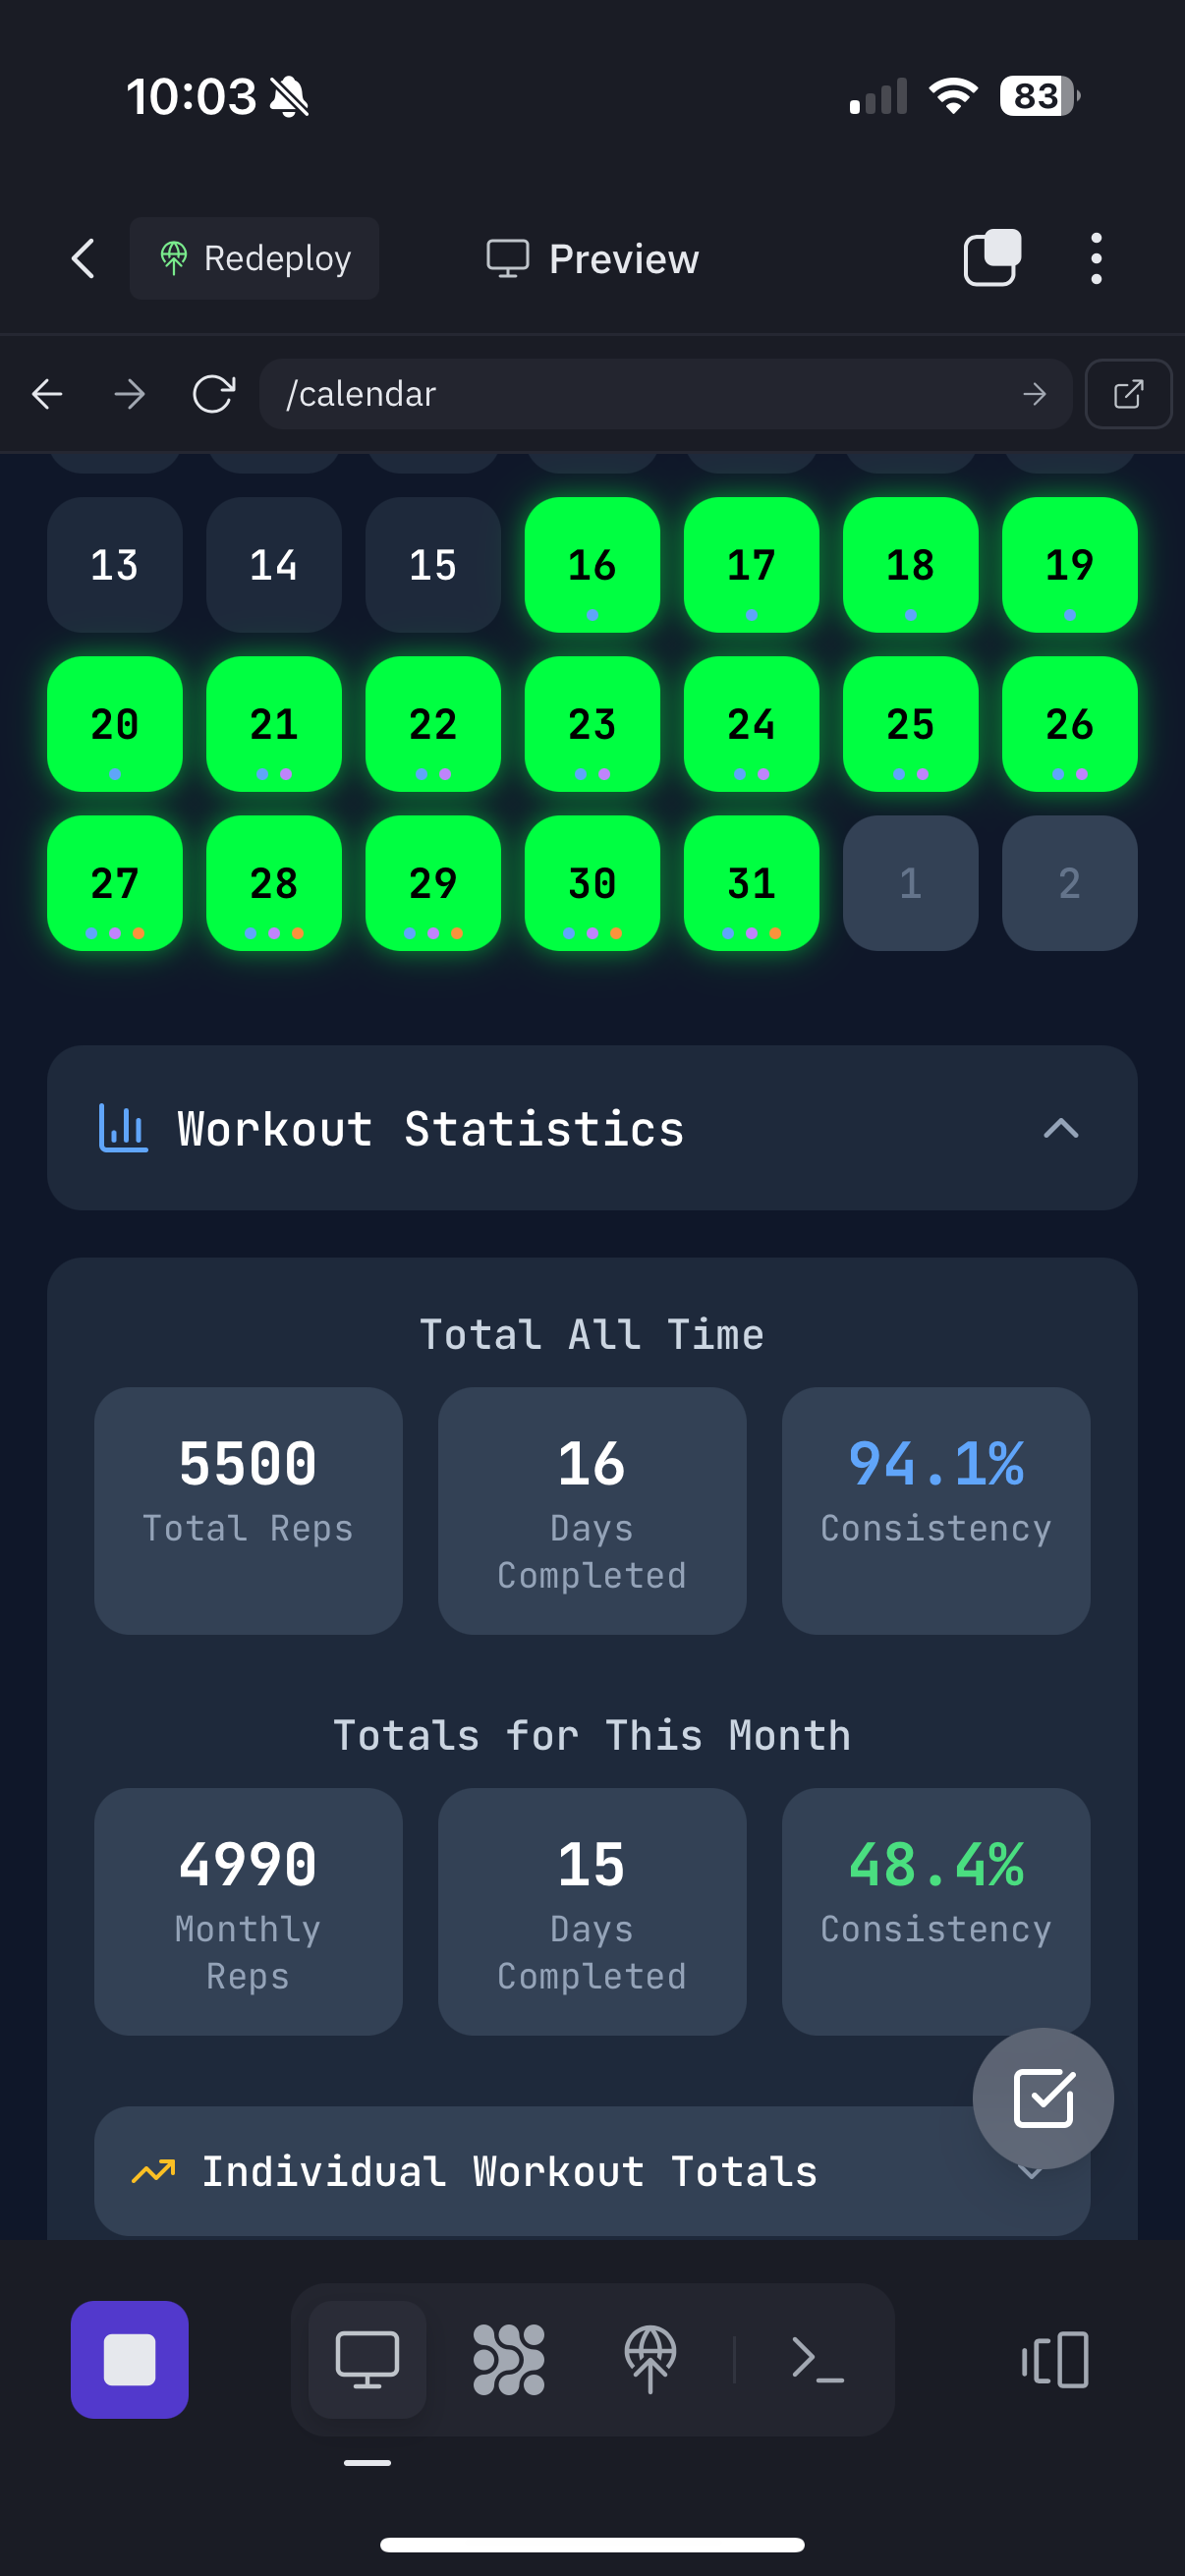 10:03
83
Redeploy
Preview
/calendar
13 14 15 16 17 18 19
20 21 22 23 24 25 26
27 28 29 30 31 1 2
Workout Statistics
Total All Time
5500 16 94.1%
Total Reps Days Consistency
Completed
Totals for This Month
4990 15 48.4%
Monthly Days Consistency
Reps Completed
Individual Workout Totals